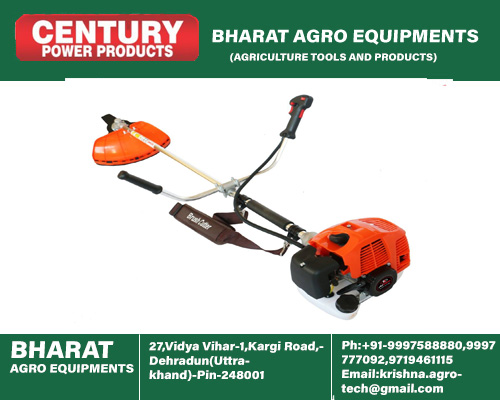 CENTURY
POWER PRODUCTS
BHARAT AGRO EQUIPMENTS
(AGRICULTURE TOOLS AND PRODUCTS)
Brush Cutter
BHARAT
AGRO EQUIPMENTS
27,Vidya Vihar-1,Kargi Road,-
Dehradun(Uttra-
khand)-Pin-248001
Ph:+91-9997588880,9997
777092,9719461115
Email:krishna.agro-
tech@gmail.com